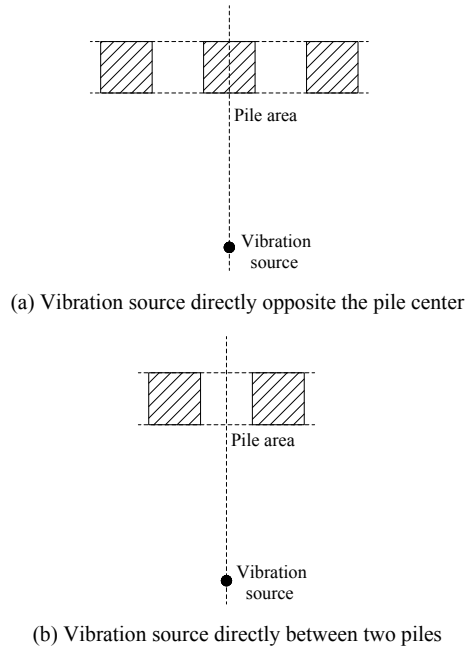 Pile area
Vibration
source
(a) Vibration source directly opposite the pile center
Pile area
Vibration
source
(b) Vibration source directly between two piles